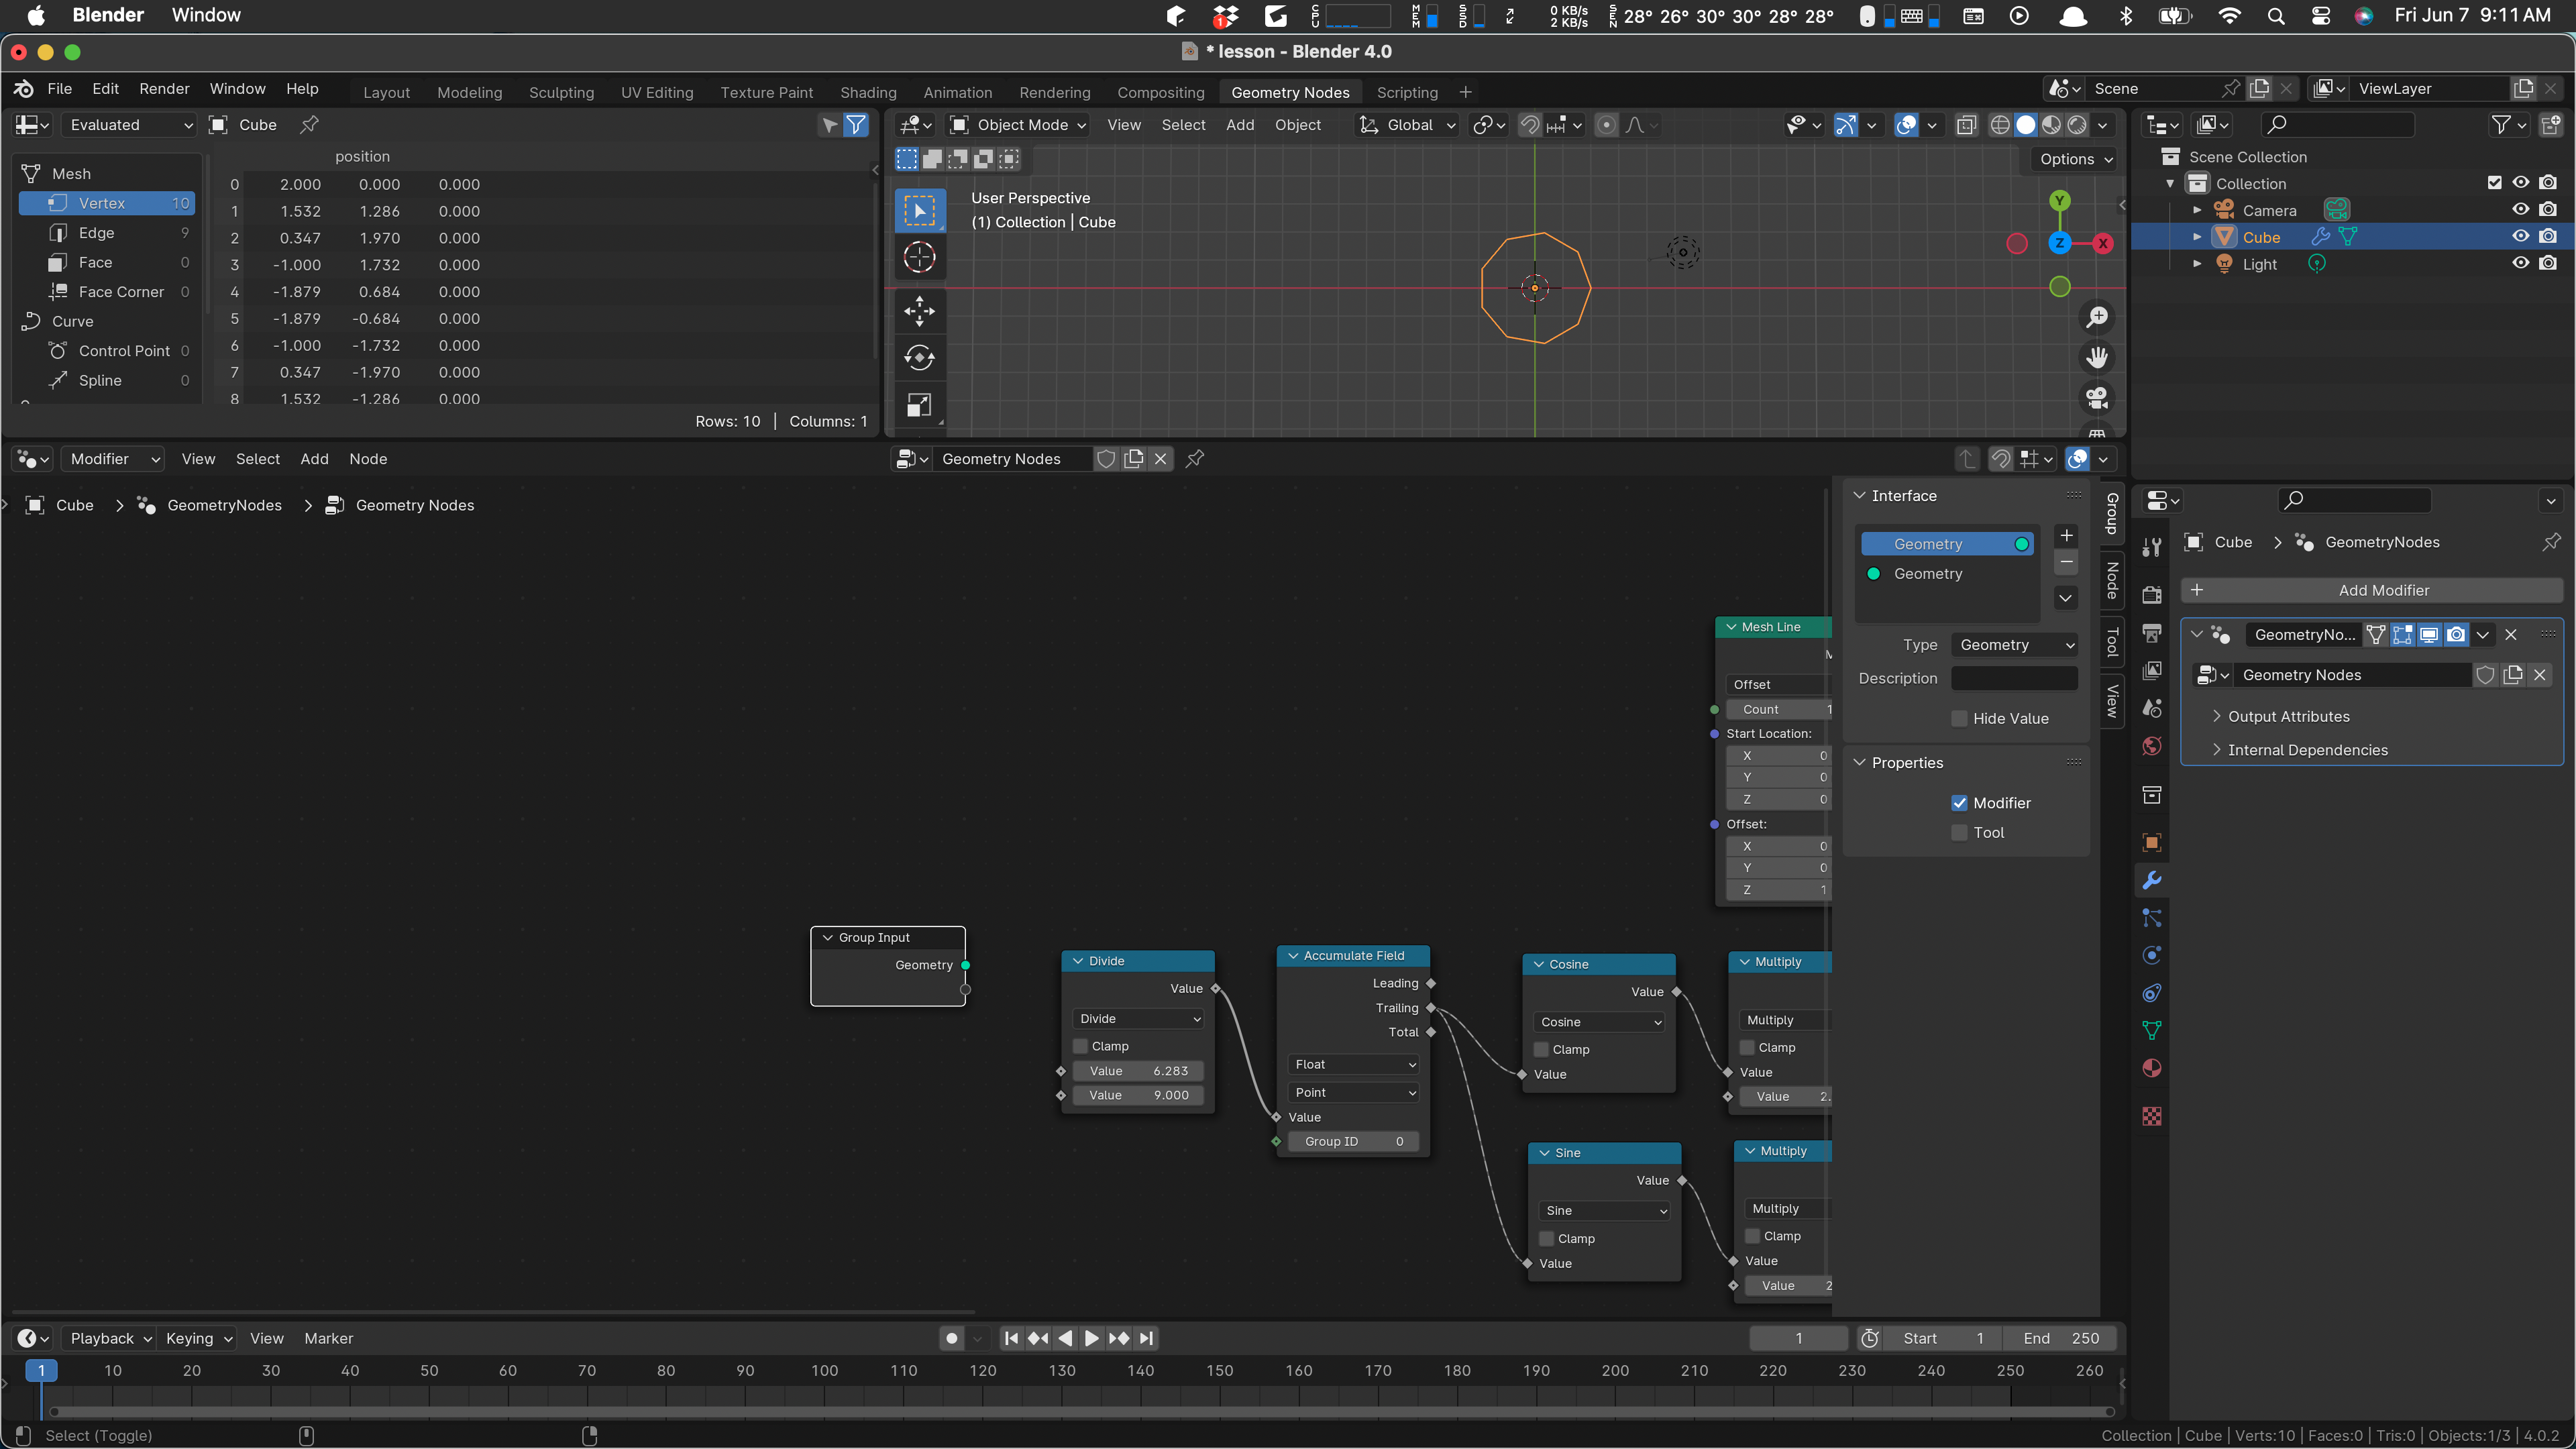 Blender Window
1
CPU
MEM
SSD
0 KB/s
2 KB/s
SEN
28° 26° 30° 30° 28° 28°
Fri Jun 7 9:11 AM
* lesson - Blender 4.0
File Edit Render Window Help
Layout Modeling Sculpting UV Editing Texture Paint Shading Animation Rendering Compositing Geometry Nodes Scripting +
Scene
ViewLayer
Evaluated
Cube
position
Mesh
Vertex 10
Edge 9
Face 0
Face Corner 0
Curve
Control Point 0
Spline 0
0 2.000 0.000 0.000
1 1.532 1.286 0.000
2 0.347 1.970 0.000
3 -1.000 1.732 0.000
4 -1.879 0.684 0.000
5 -1.879 -0.684 0.000
6 -1.000 -1.732 0.000
7 0.347 -1.970 0.000
8 1.532 -1.286 0.000
Rows: 10 | Columns: 1
Object Mode View Select Add Object Global
Options
User Perspective
(1) Collection | Cube
Y
Z
X
Scene Collection
Collection
Camera
Cube
Light
Modifier View Select Add Node
Geometry Nodes
Cube > GeometryNodes > Geometry Nodes
Group Input
Geometry
Divide
Value
Divide
Clamp
Value 6.283
Value 9.000
Accumulate Field
Leading
Trailing
Total
Float
Point
Value
Group ID 0
Cosine
Value
Cosine
Clamp
Value
Sine
Value
Sine
Clamp
Value
Mesh Line
M
Offset
Count 1
Start Location:
X 0
Y 0
Z 0
Offset:
X 0
Y 0
Z 1
Multiply
Multiply
Clamp
Value
Value 2.
Multiply
Multiply
Clamp
Value
Value 2
Interface
Geometry
Geometry
Type Geometry
Description
Hide Value
Properties
Modifier
Tool
Group
Node
Tool
View
Cube > GeometryNodes
+ Add Modifier
GeometryNo...
Geometry Nodes
Output Attributes
Internal Dependencies
Playback Keying View Marker
1
Start 1
End 250
1 10 20 30 40 50 60 70 80 90 100 110 120 130 140 150 160 170 180 190 200 210 220 230 240 250 260
Select (Toggle)
Collection | Cube | Verts:10 | Faces:0 | Tris:0 | Objects:1/3 | 4.0.2